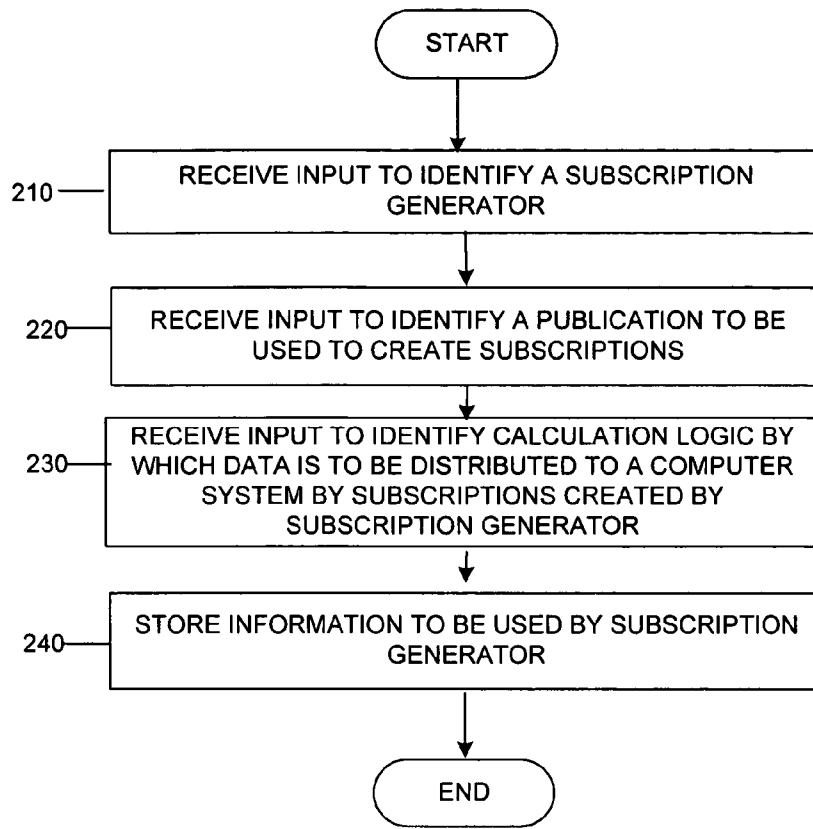 START
210
RECEIVE INPUT TO IDENTIFY A SUBSCRIPTION
GENERATOR
220
RECEIVE INPUT TO IDENTIFY A PUBLICATION TO BE
USED TO CREATE SUBSCRIPTIONS
230
RECEIVE INPUT TO IDENTIFY CALCULATION LOGIC BY
WHICH DATA IS TO BE DISTRIBUTED TO A COMPUTER
SYSTEM BY SUBSCRIPTIONS CREATED BY
SUBSCRIPTION GENERATOR
240
STORE INFORMATION TO BE USED BY SUBSCRIPTION
GENERATOR
END